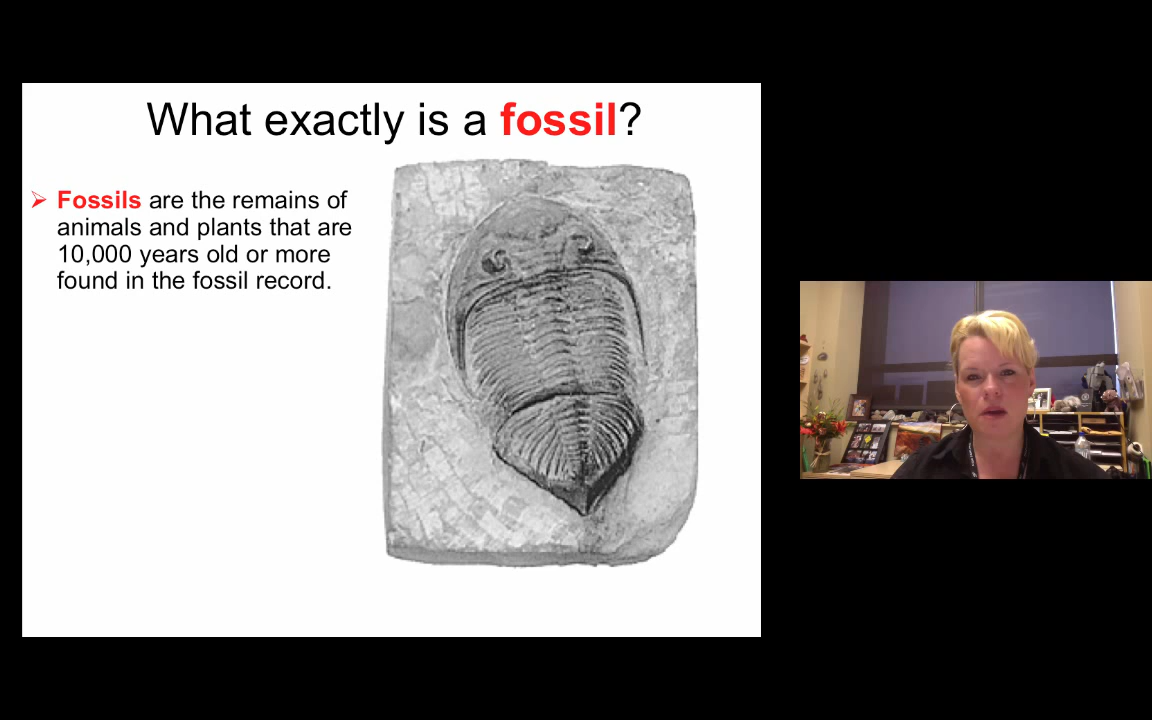 What exactly is a fossil?
Fossils are the remains of
animals and plants that are
10,000 years old or more
found in the fossil record.